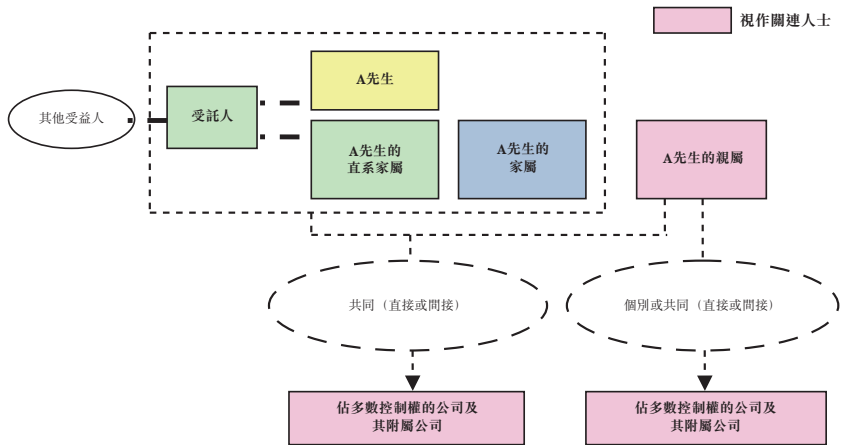 視作關連人士
A先生
其他受益人
受託人
A先生的
直系家屬
A先生的
家屬
A先生的親屬
共同（直接或間接）
個別或共同（直接或間接）
佔多數控制權的公司及
其附屬公司
佔多數控制權的公司及
其附屬公司